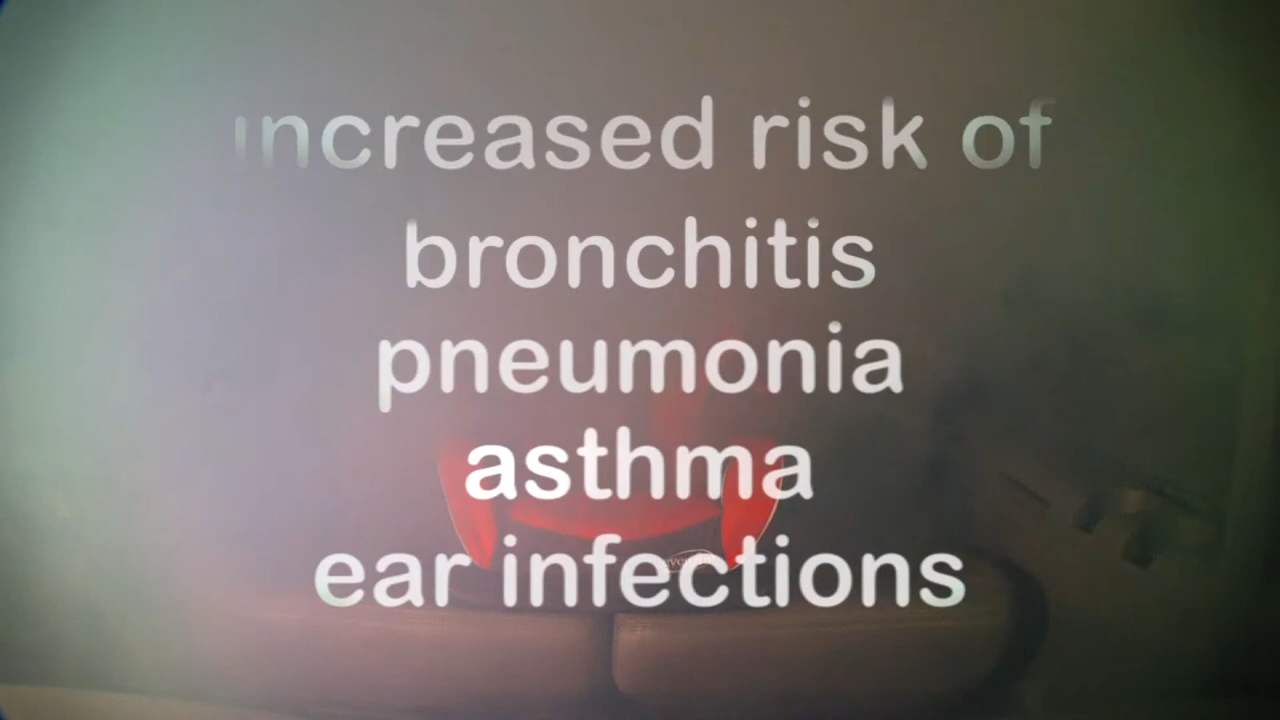 increased risk of
bronchitis
pneumonia
asthma
ear infections